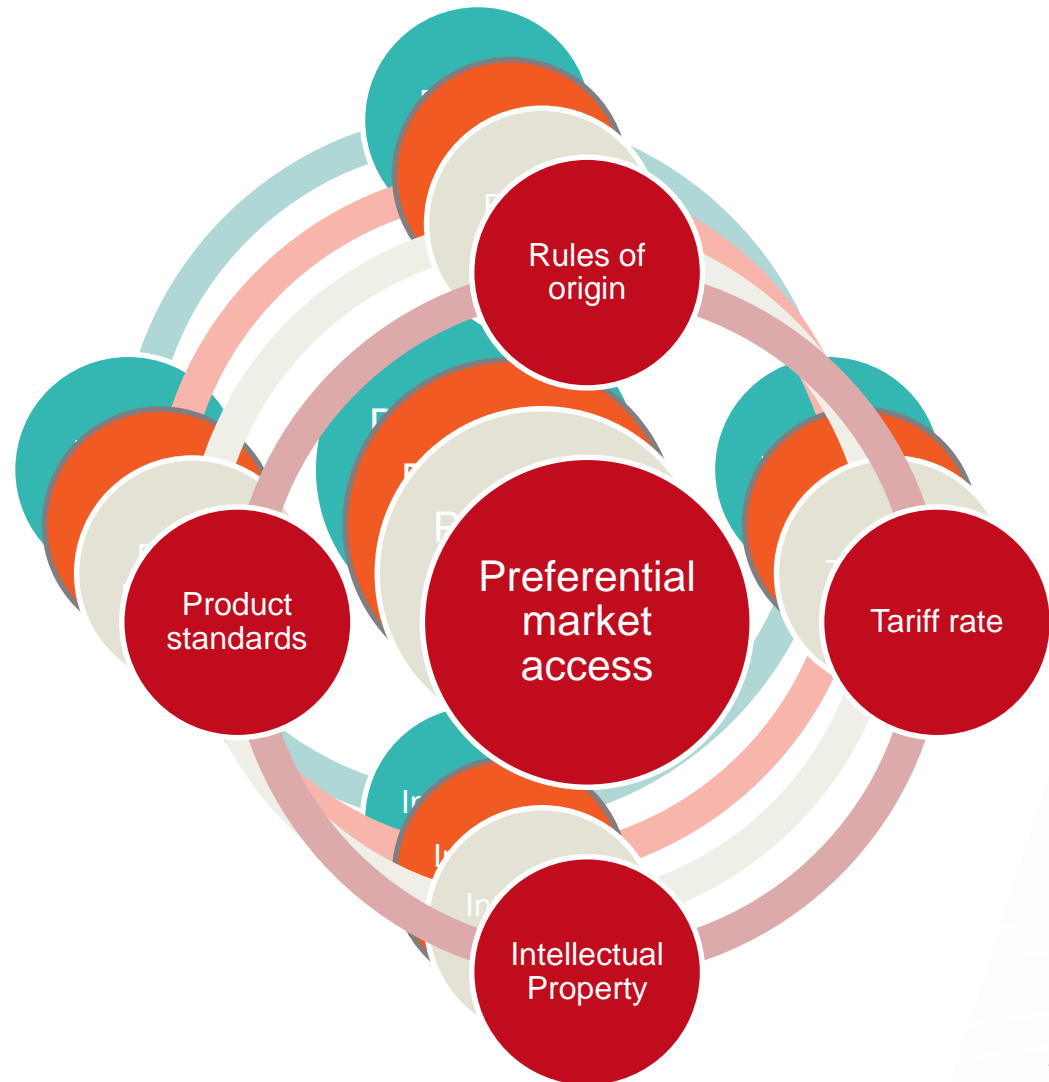 Rules of
origin
Preferential
market
access
Product
standards
Tariff rate
Intellectual
Property